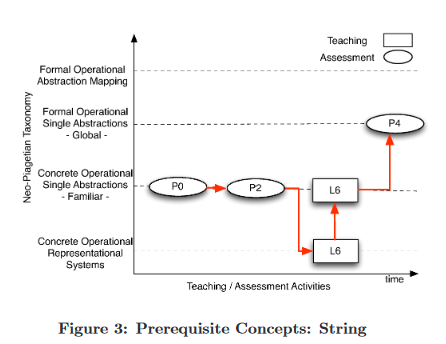 Teaching
Assessment
Neo-Piagetian Taxonomy
Formal Operational
Abstraction Mapping
Formal Operational
Single Abstractions
- Global -
P4
Concrete Operational
Single Abstractions
- Familiar -
P0
P2
L6
Concrete Operational
Representational
Systems
L6
time
Teaching / Assessment Activities
Figure 3: Prerequisite Concepts: String